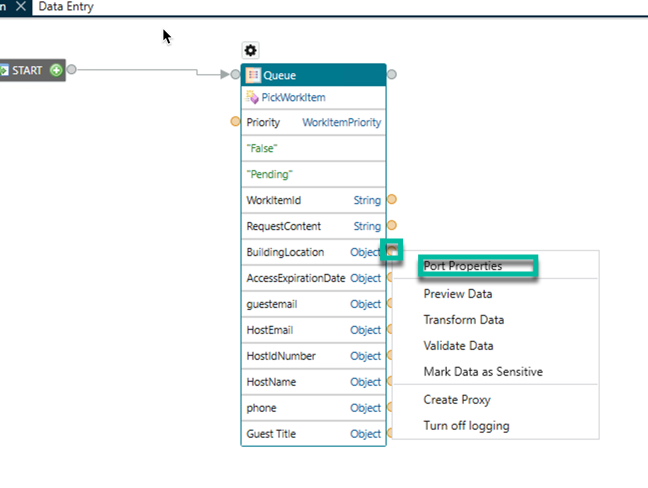 n Data Entry
START
Queue
PickWorkItem
Priority WorkItemPriority
"False"
"Pending"
WorkItemId String
RequestContent String
BuildingLocation Object
AccessExpirationDate Object
guestemail Object
HostEmail Object
HostIdNumber Object
HostName Object
phone Object
Guest Title Object
Port Properties
Preview Data
Transform Data
Validate Data
Mark Data as Sensitive
Create Proxy
Turn off logging